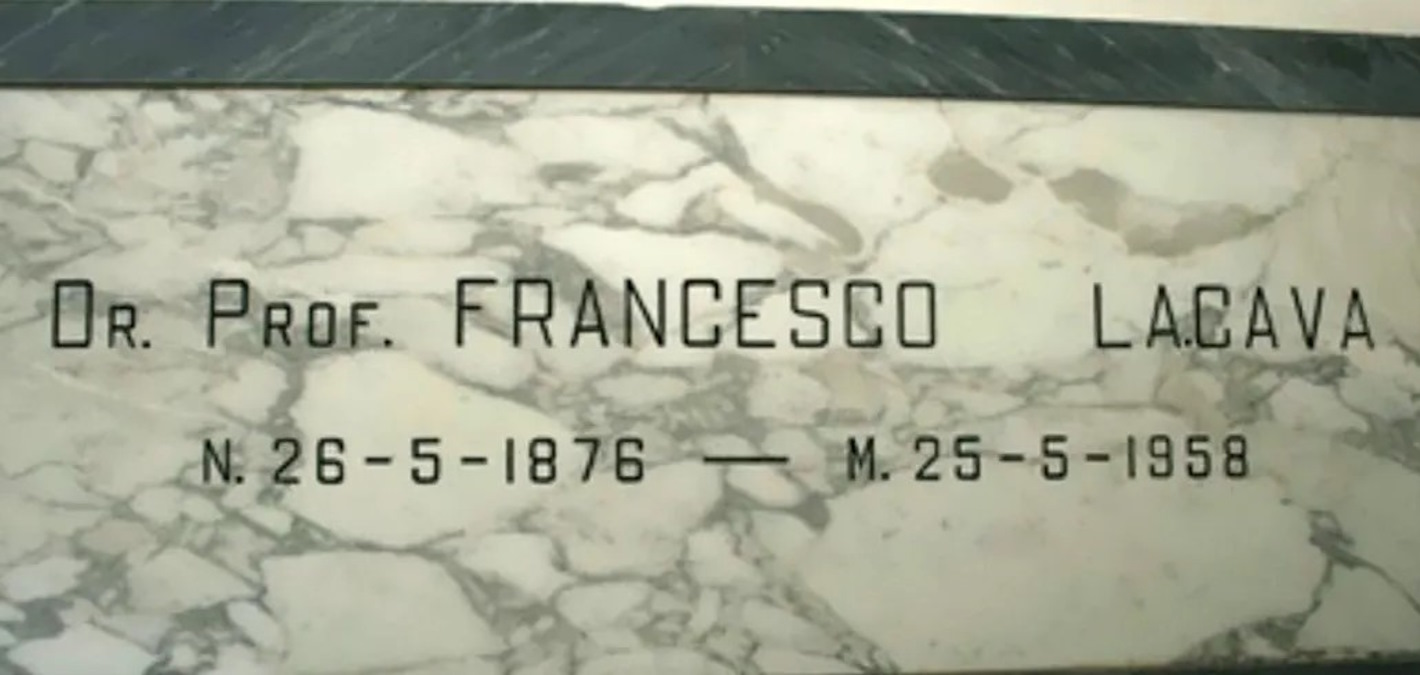 Dr. Prof. FRANCESCO LA CAVA
N. 26-5-1876 — M. 25-5-1958